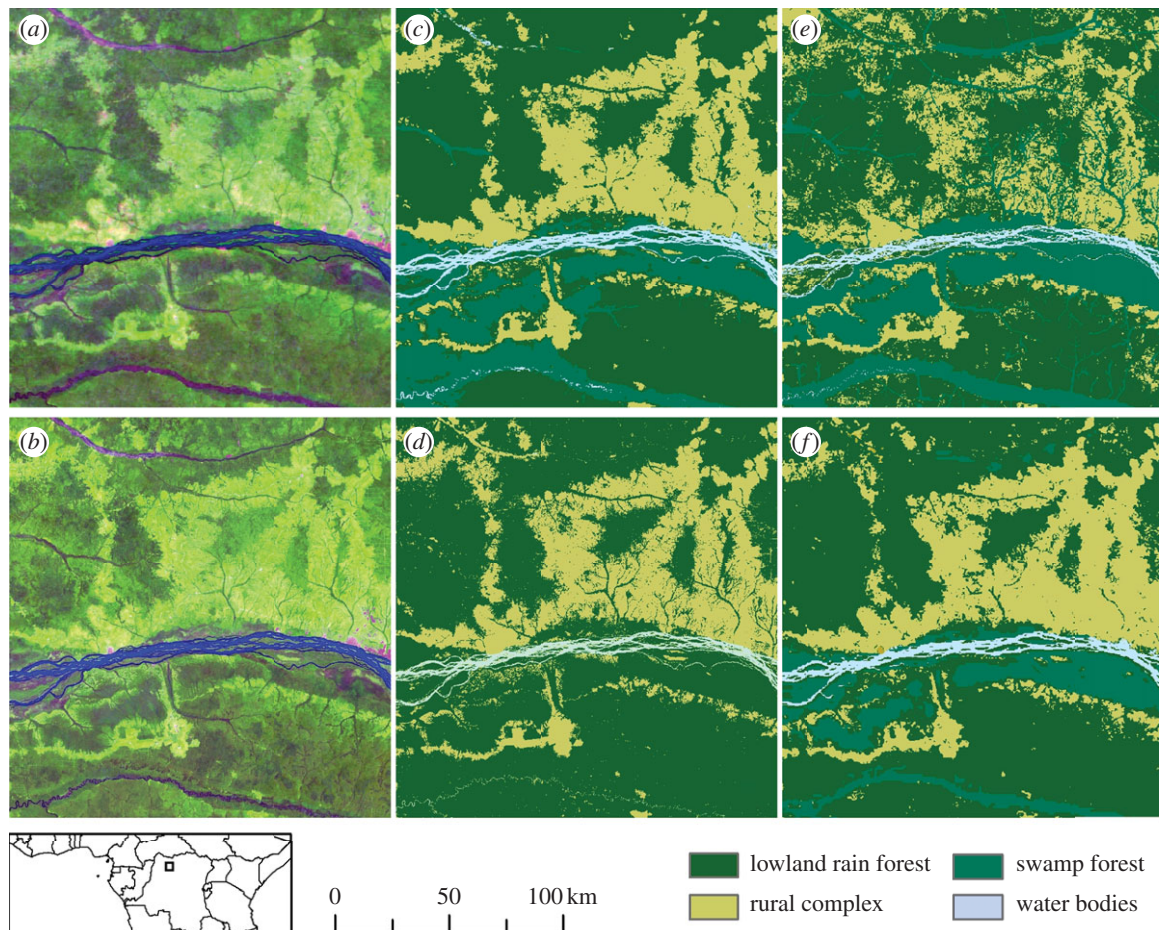 (a)
(c)
(e)
(b)
(d)
(f)
0 50 100 km
lowland rain forest
swamp forest
rural complex
water bodies